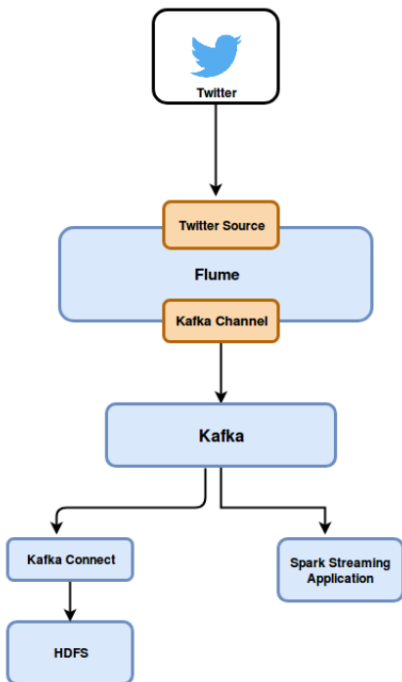 Twitter
Twitter Source
Flume
Kafka Channel
Kafka
Kafka Connect
Spark Streaming
Application
HDFS